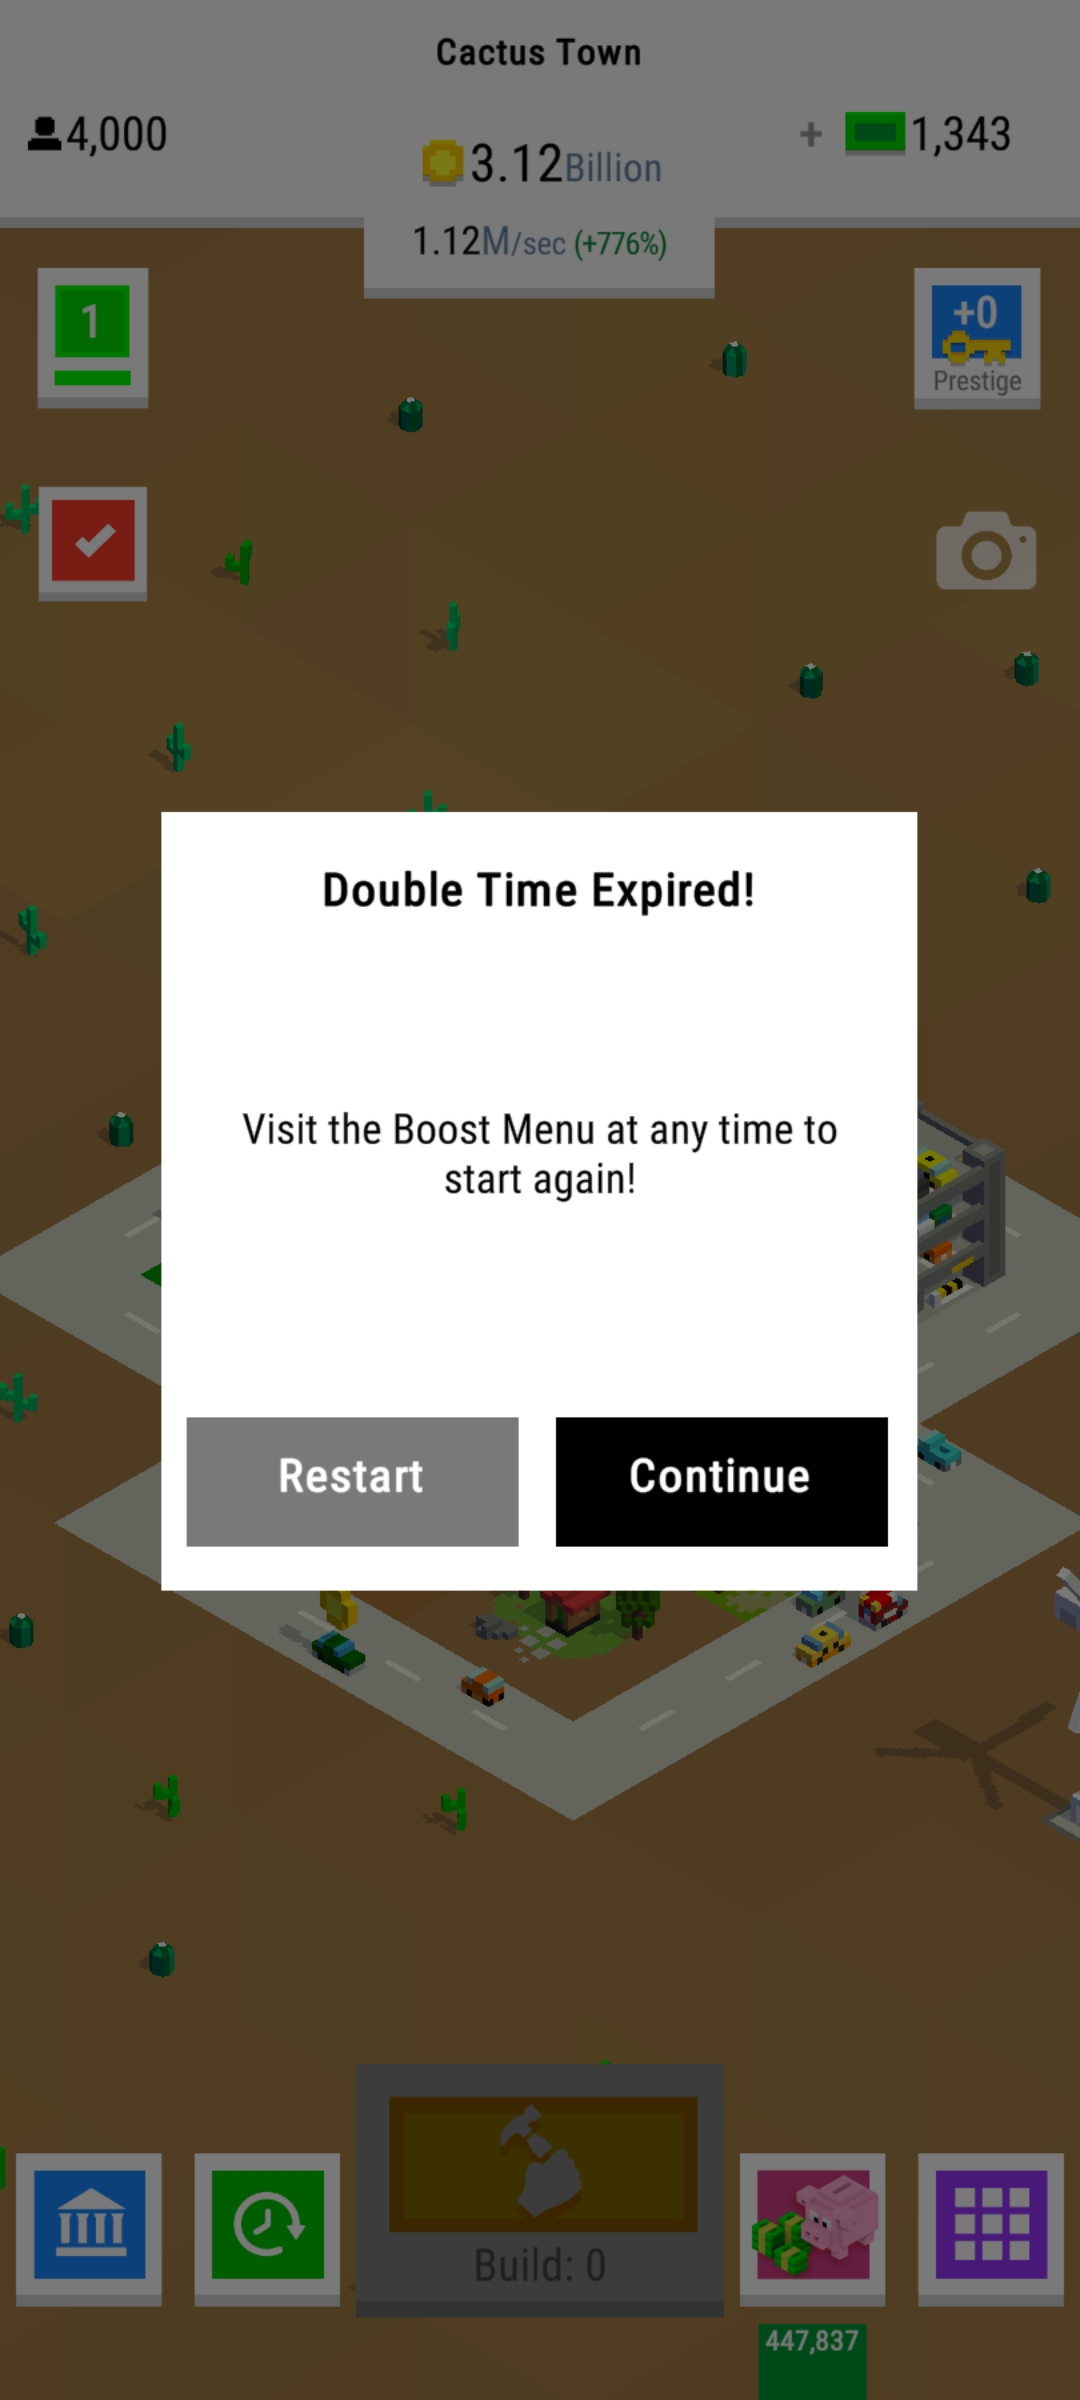 Cactus Town
4,000
3.12Billion
+ 1,343
1.12M/sec (+776%)
1
+0
Prestige
Double Time Expired!
Visit the Boost Menu at any time to
start again!
Restart
Continue
Build: 0
447,837